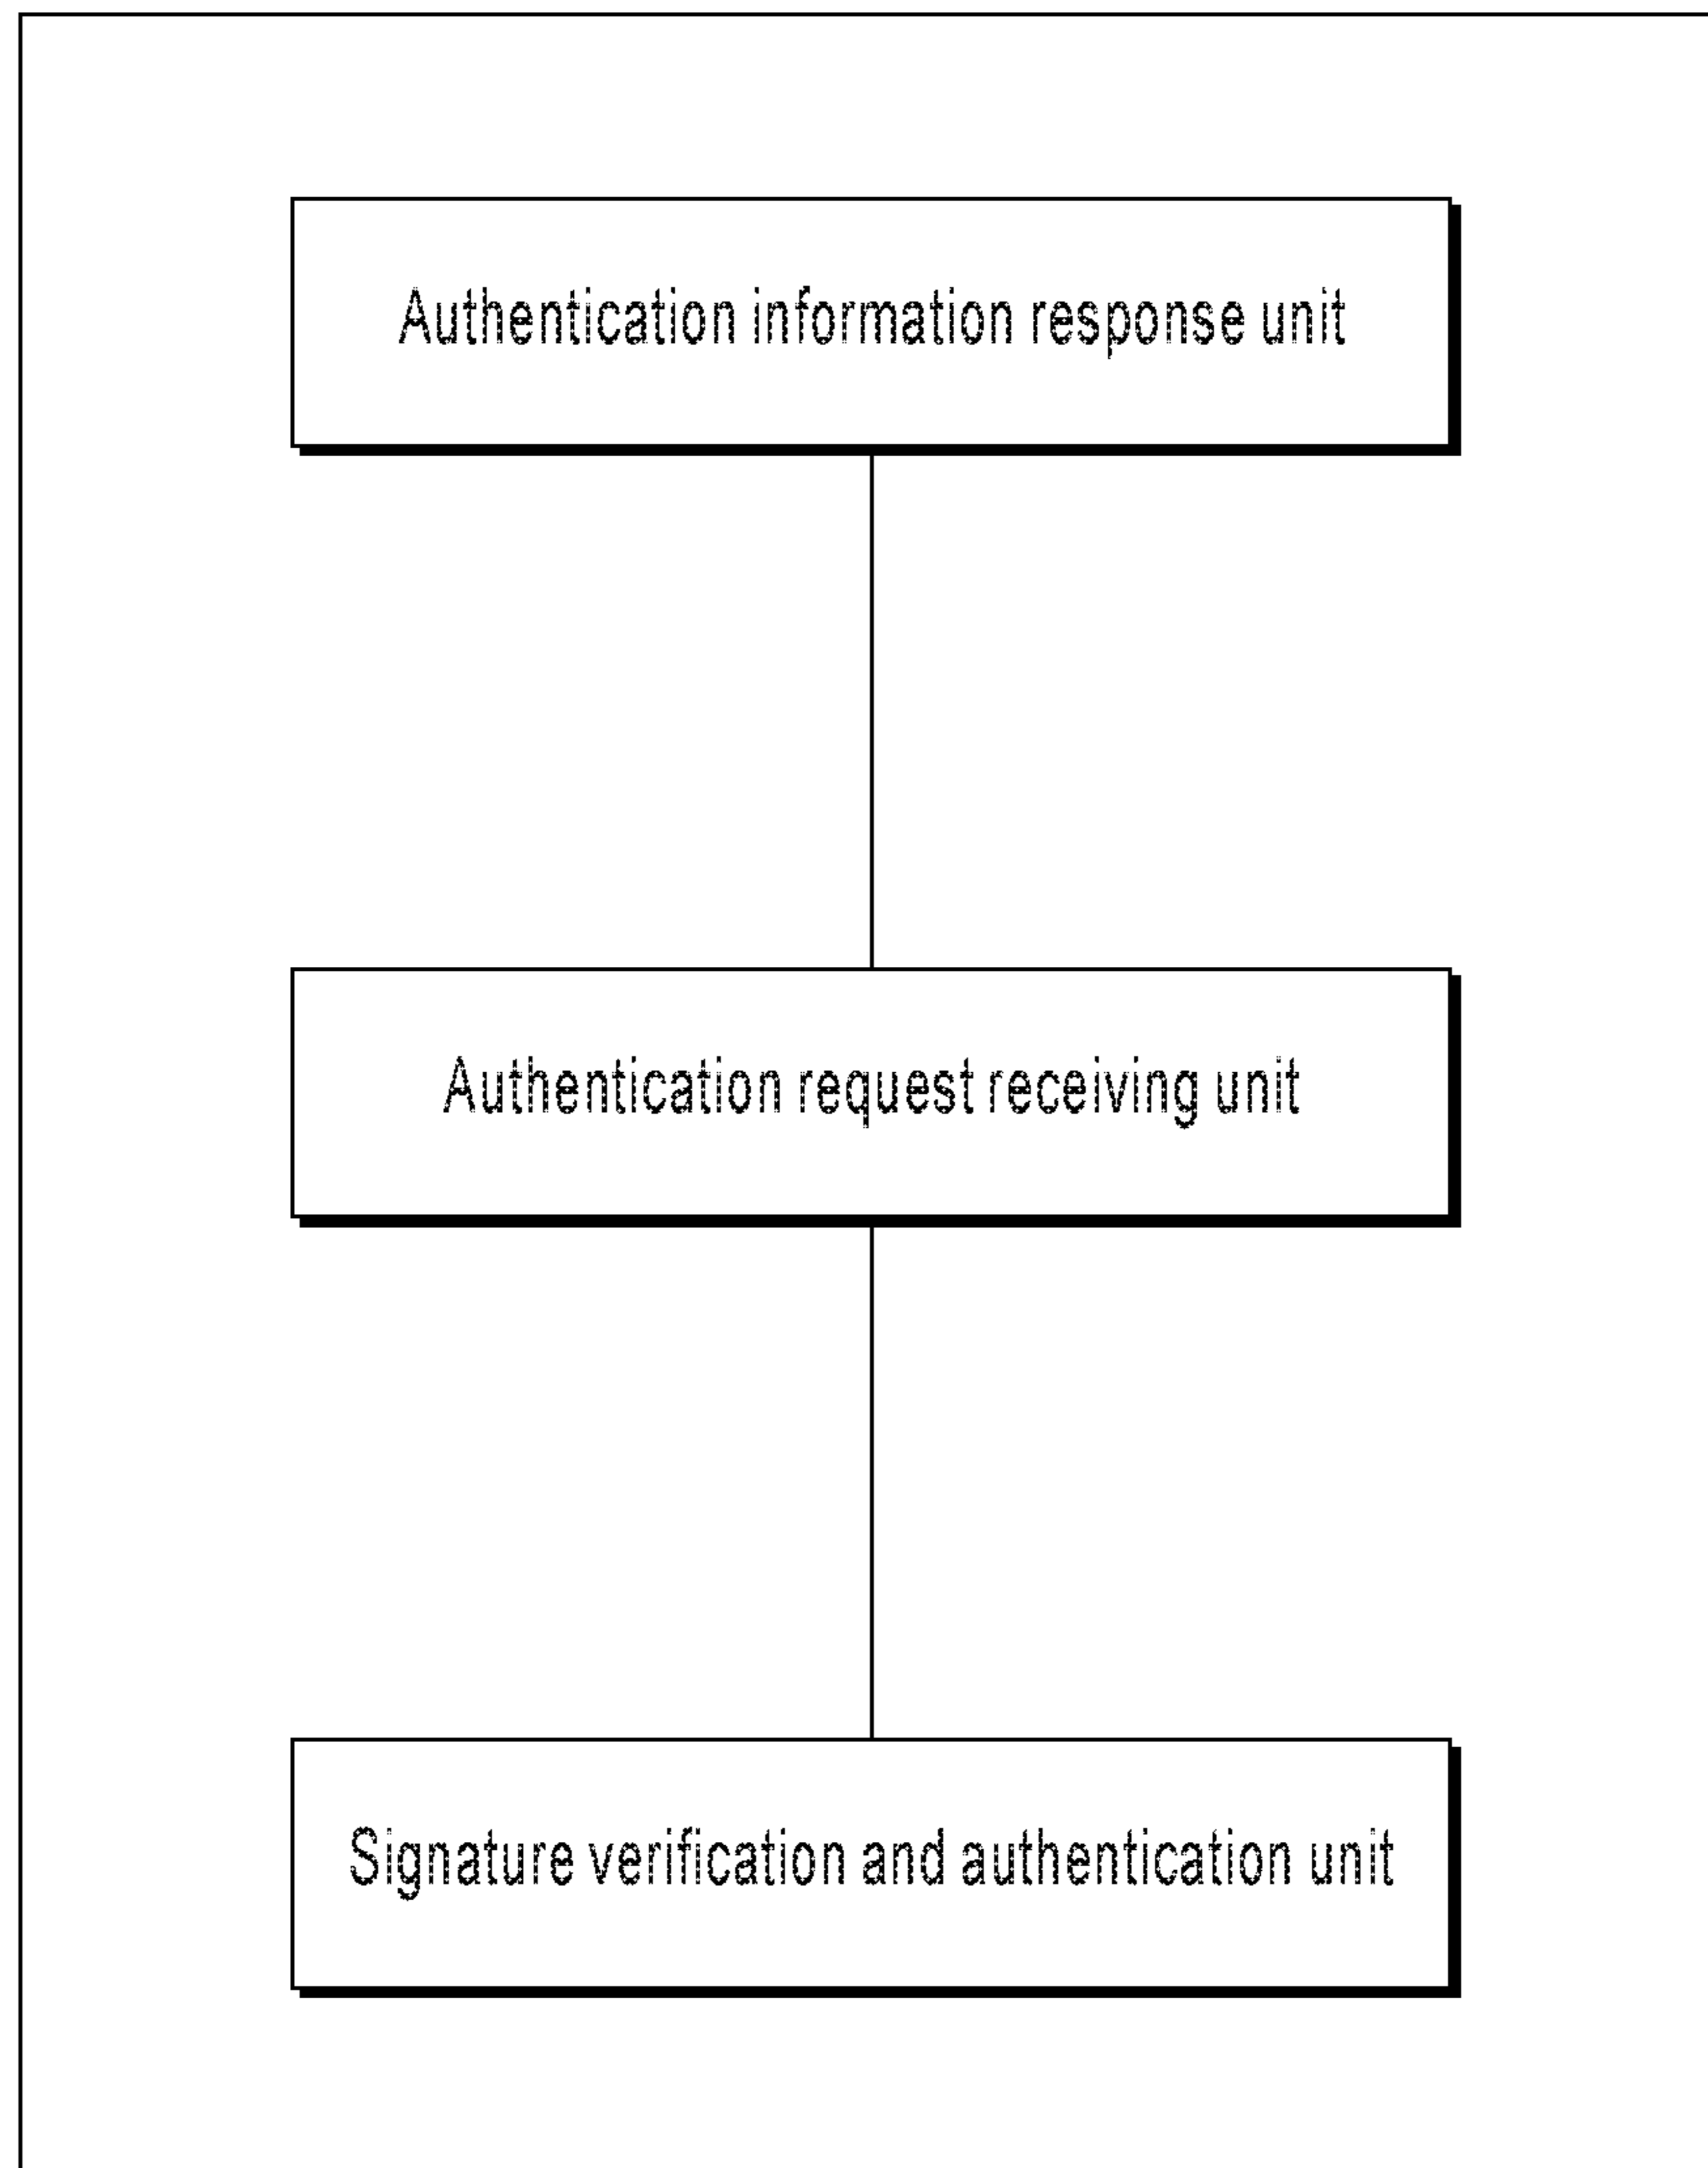 Authentication information response unit
Authentication request receiving unit
Signature verification and authentication unit